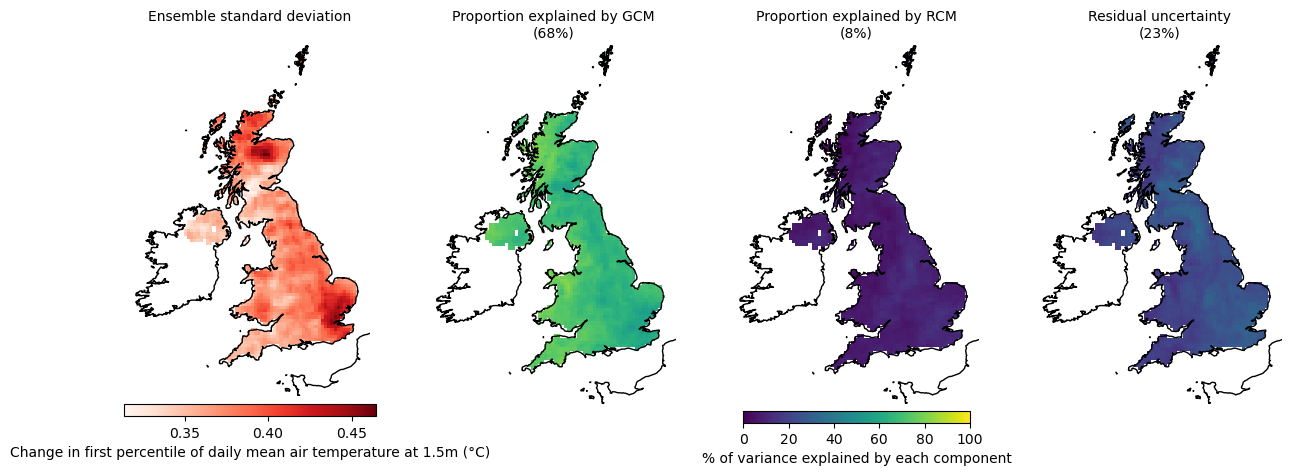 Ensemble standard deviation
Proportion explained by GCM
(68%)
Proportion explained by RCM
(8%)
Residual uncertainty
(23%)
0.35 0.40 0.45
Change in first percentile of daily mean air temperature at 1.5m (°C)
0 20 40 60 80 100
% of variance explained by each component